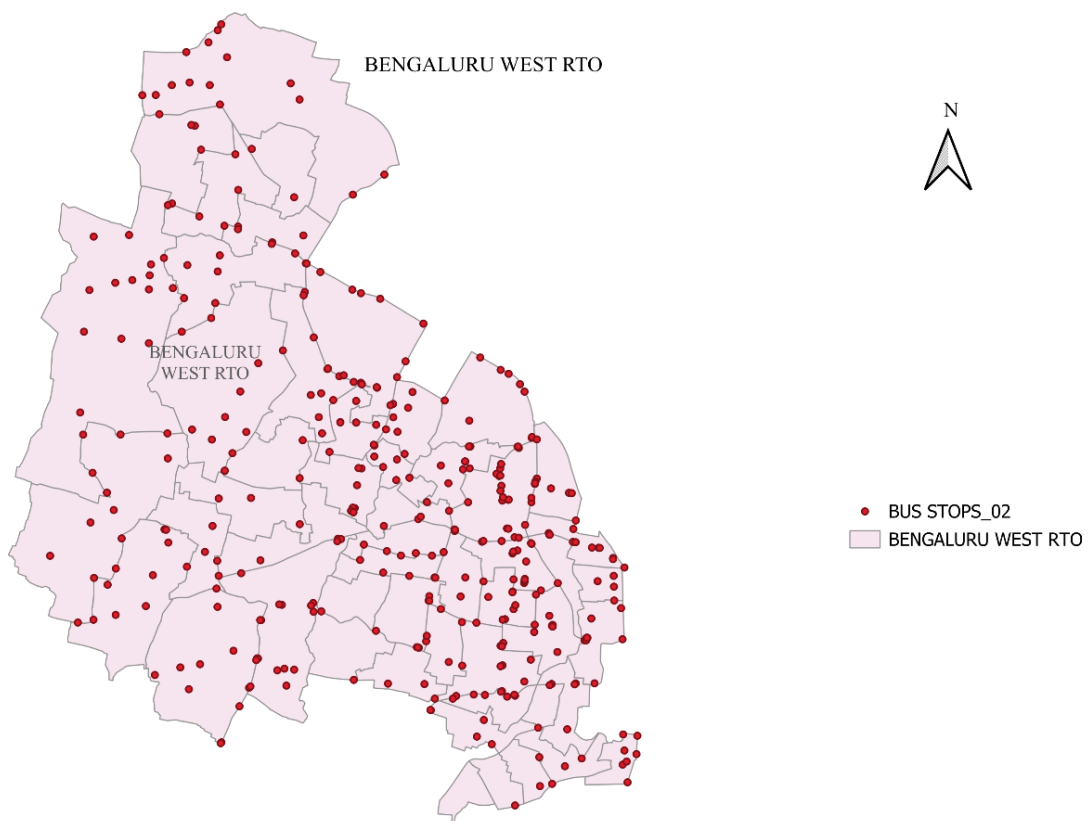 BENGALURU WEST RTO
N
BENGALURU
WEST RTO
BUS STOPS_02
BENGALURU WEST RTO